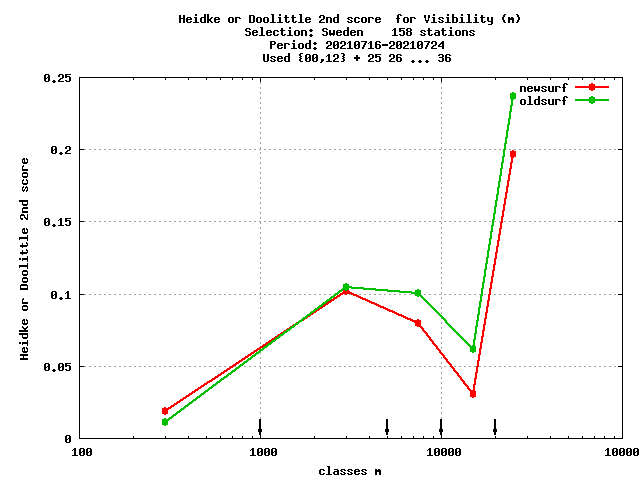 Heidke or Doolittle 2nd score  for Visibility (m)
Selection: Sweden    158 stations
Period: 20210716-20210724
Used {00,12} + 25 26 ... 36
newsurf
oldsurf
0.25
0.2
0.15
0.1
0.05
0
Heidke or Doolittle 2nd score
100 1000 10000 10000
classes m